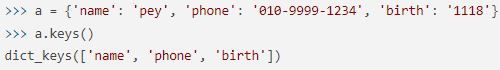 >>> a = {'name': 'pey', 'phone': '010-9999-1234', 'birth': '1118'}
>>> a.keys()
dict_keys(['name', 'phone', 'birth'])